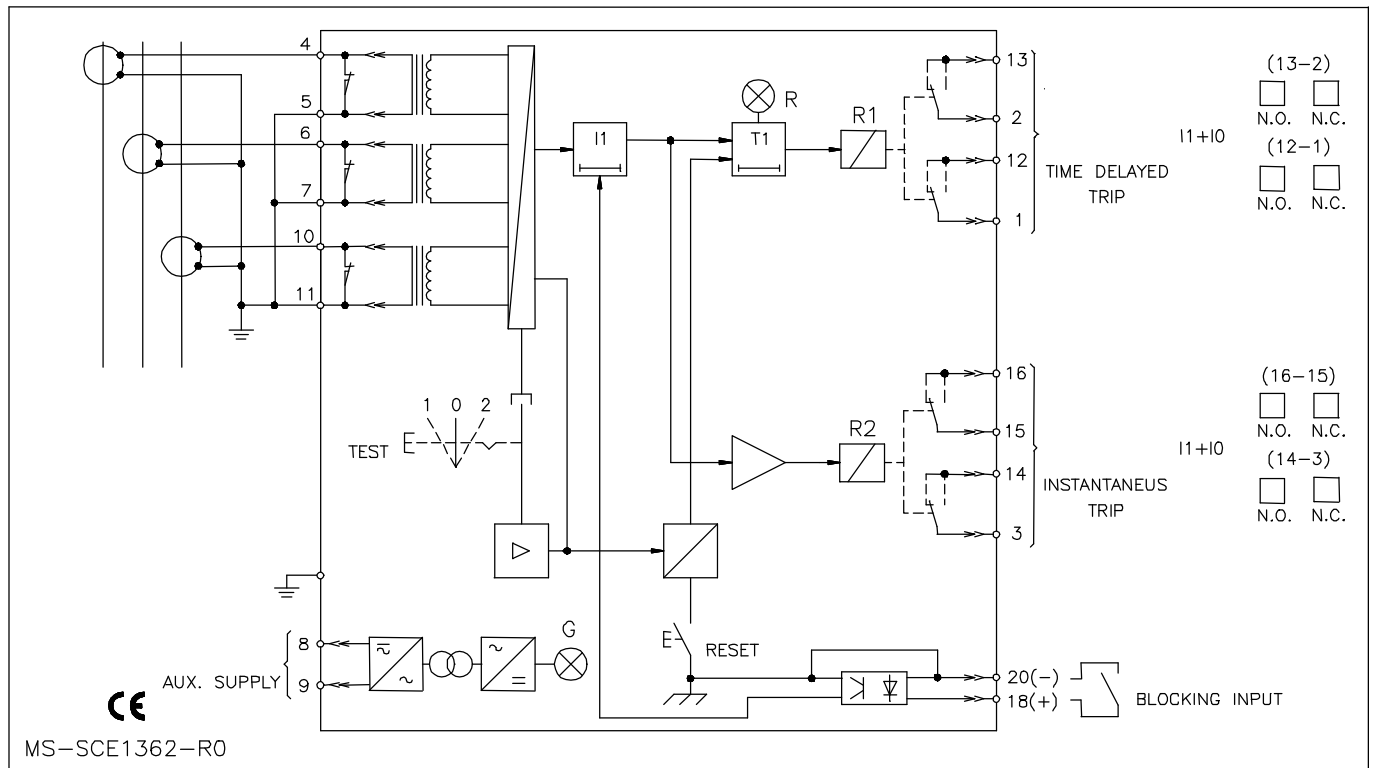 4
5
6
7
10
11
I1
R
T1
R1
13
2
12
1
TIME DELAYED
TRIP
I1+I0
(13-2)
N.O. N.C.
(12-1)
N.O. N.C.
1 0 2
TEST
R2
16
15
14
3
INSTANTANEUS
TRIP
I1+I0
(16-15)
N.O. N.C.
(14-3)
N.O. N.C.
8
9
AUX. SUPPLY
G
RESET
20(-)
18(+)
BLOCKING INPUT
CE
MS-SCE1362-R0